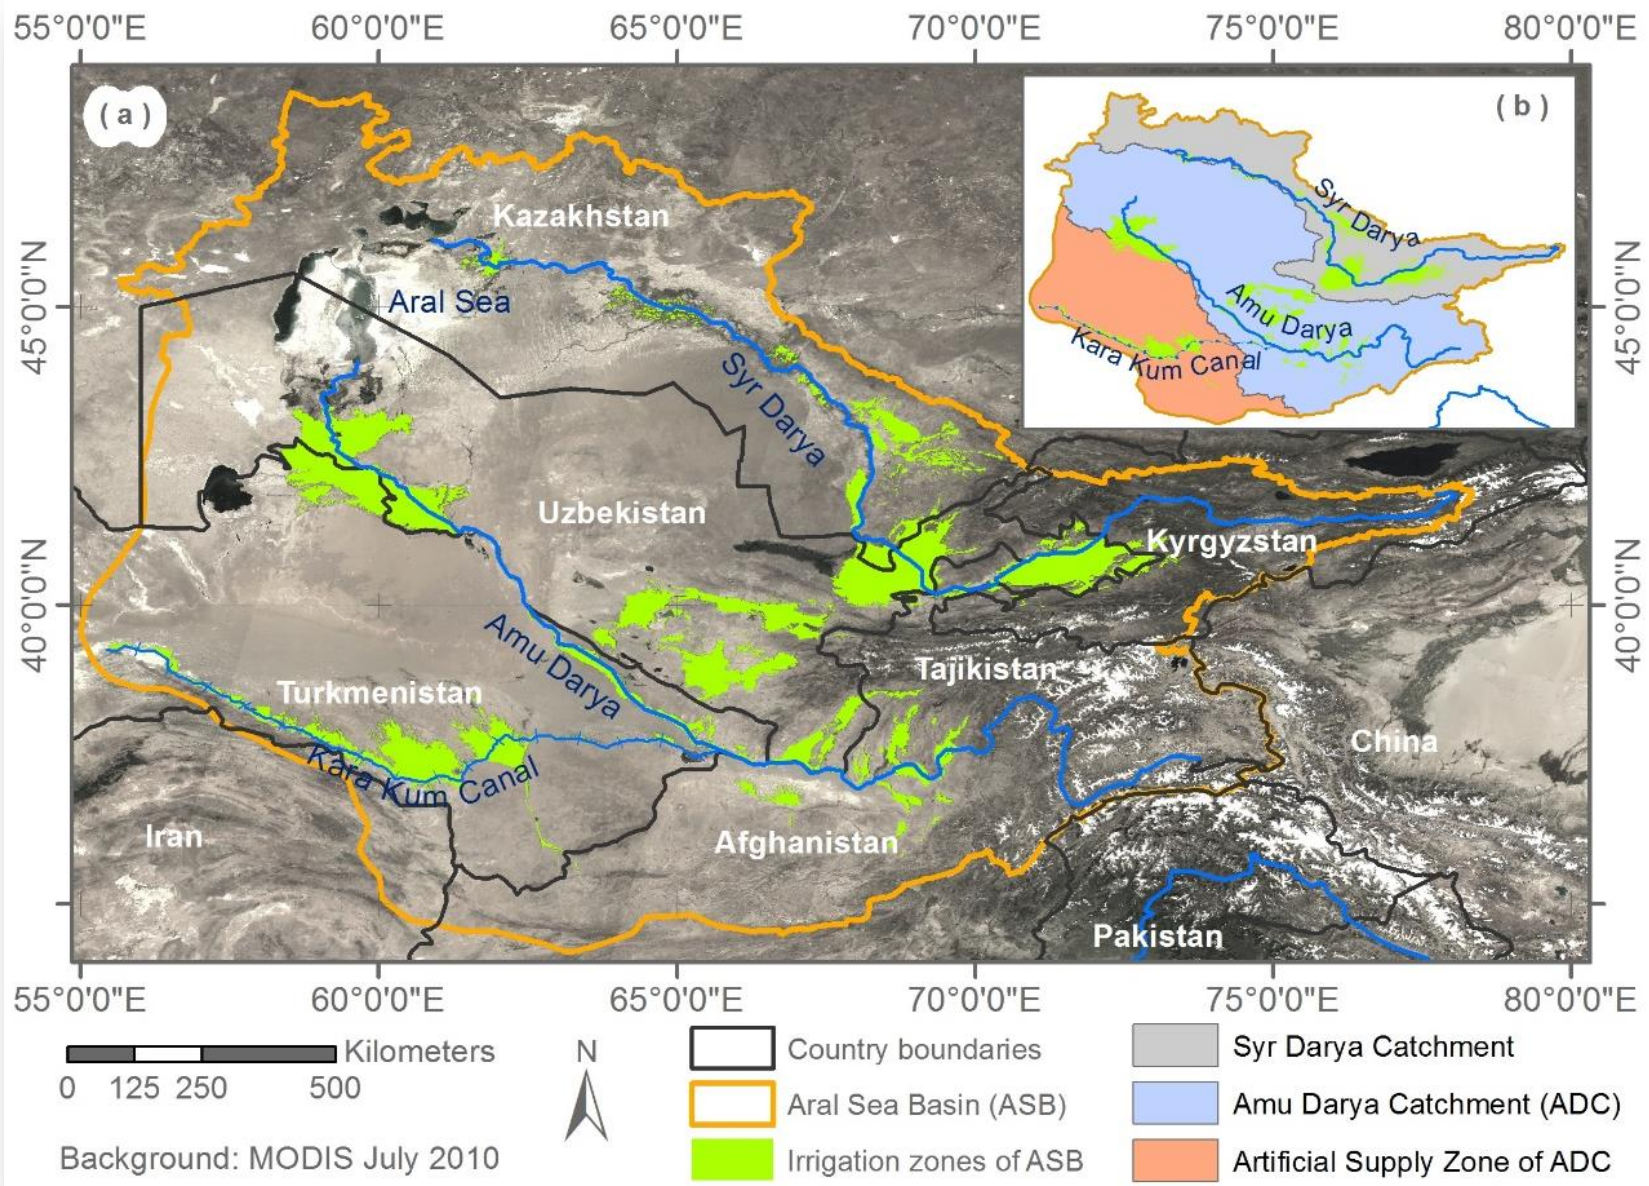 55°0'0"E 60°0'0"E 65°0'0"E 70°0'0"E 75°0'0"E 80°0'0"E
( a )
( b )
Kazakhstan
Aral Sea
Syr Darya
Uzbekistan
Kyrgyzstan
Amu Darya
Tajikistan
Turkmenistan
Kara Kum Canal
China
Iran
Afghanistan
Pakistan
Syr Darya
Amu Darya
Kara Kum Canal
45°0'0"N
40°0'0"N
45°0'0"N
40°0'0"N
55°0'0"E 60°0'0"E 65°0'0"E 70°0'0"E 75°0'0"E 80°0'0"E
Kilometers
0 125 250 500
N
Background: MODIS July 2010
Country boundaries
Aral Sea Basin (ASB)
Irrigation zones of ASB
Syr Darya Catchment
Amu Darya Catchment (ADC)
Artificial Supply Zone of ADC